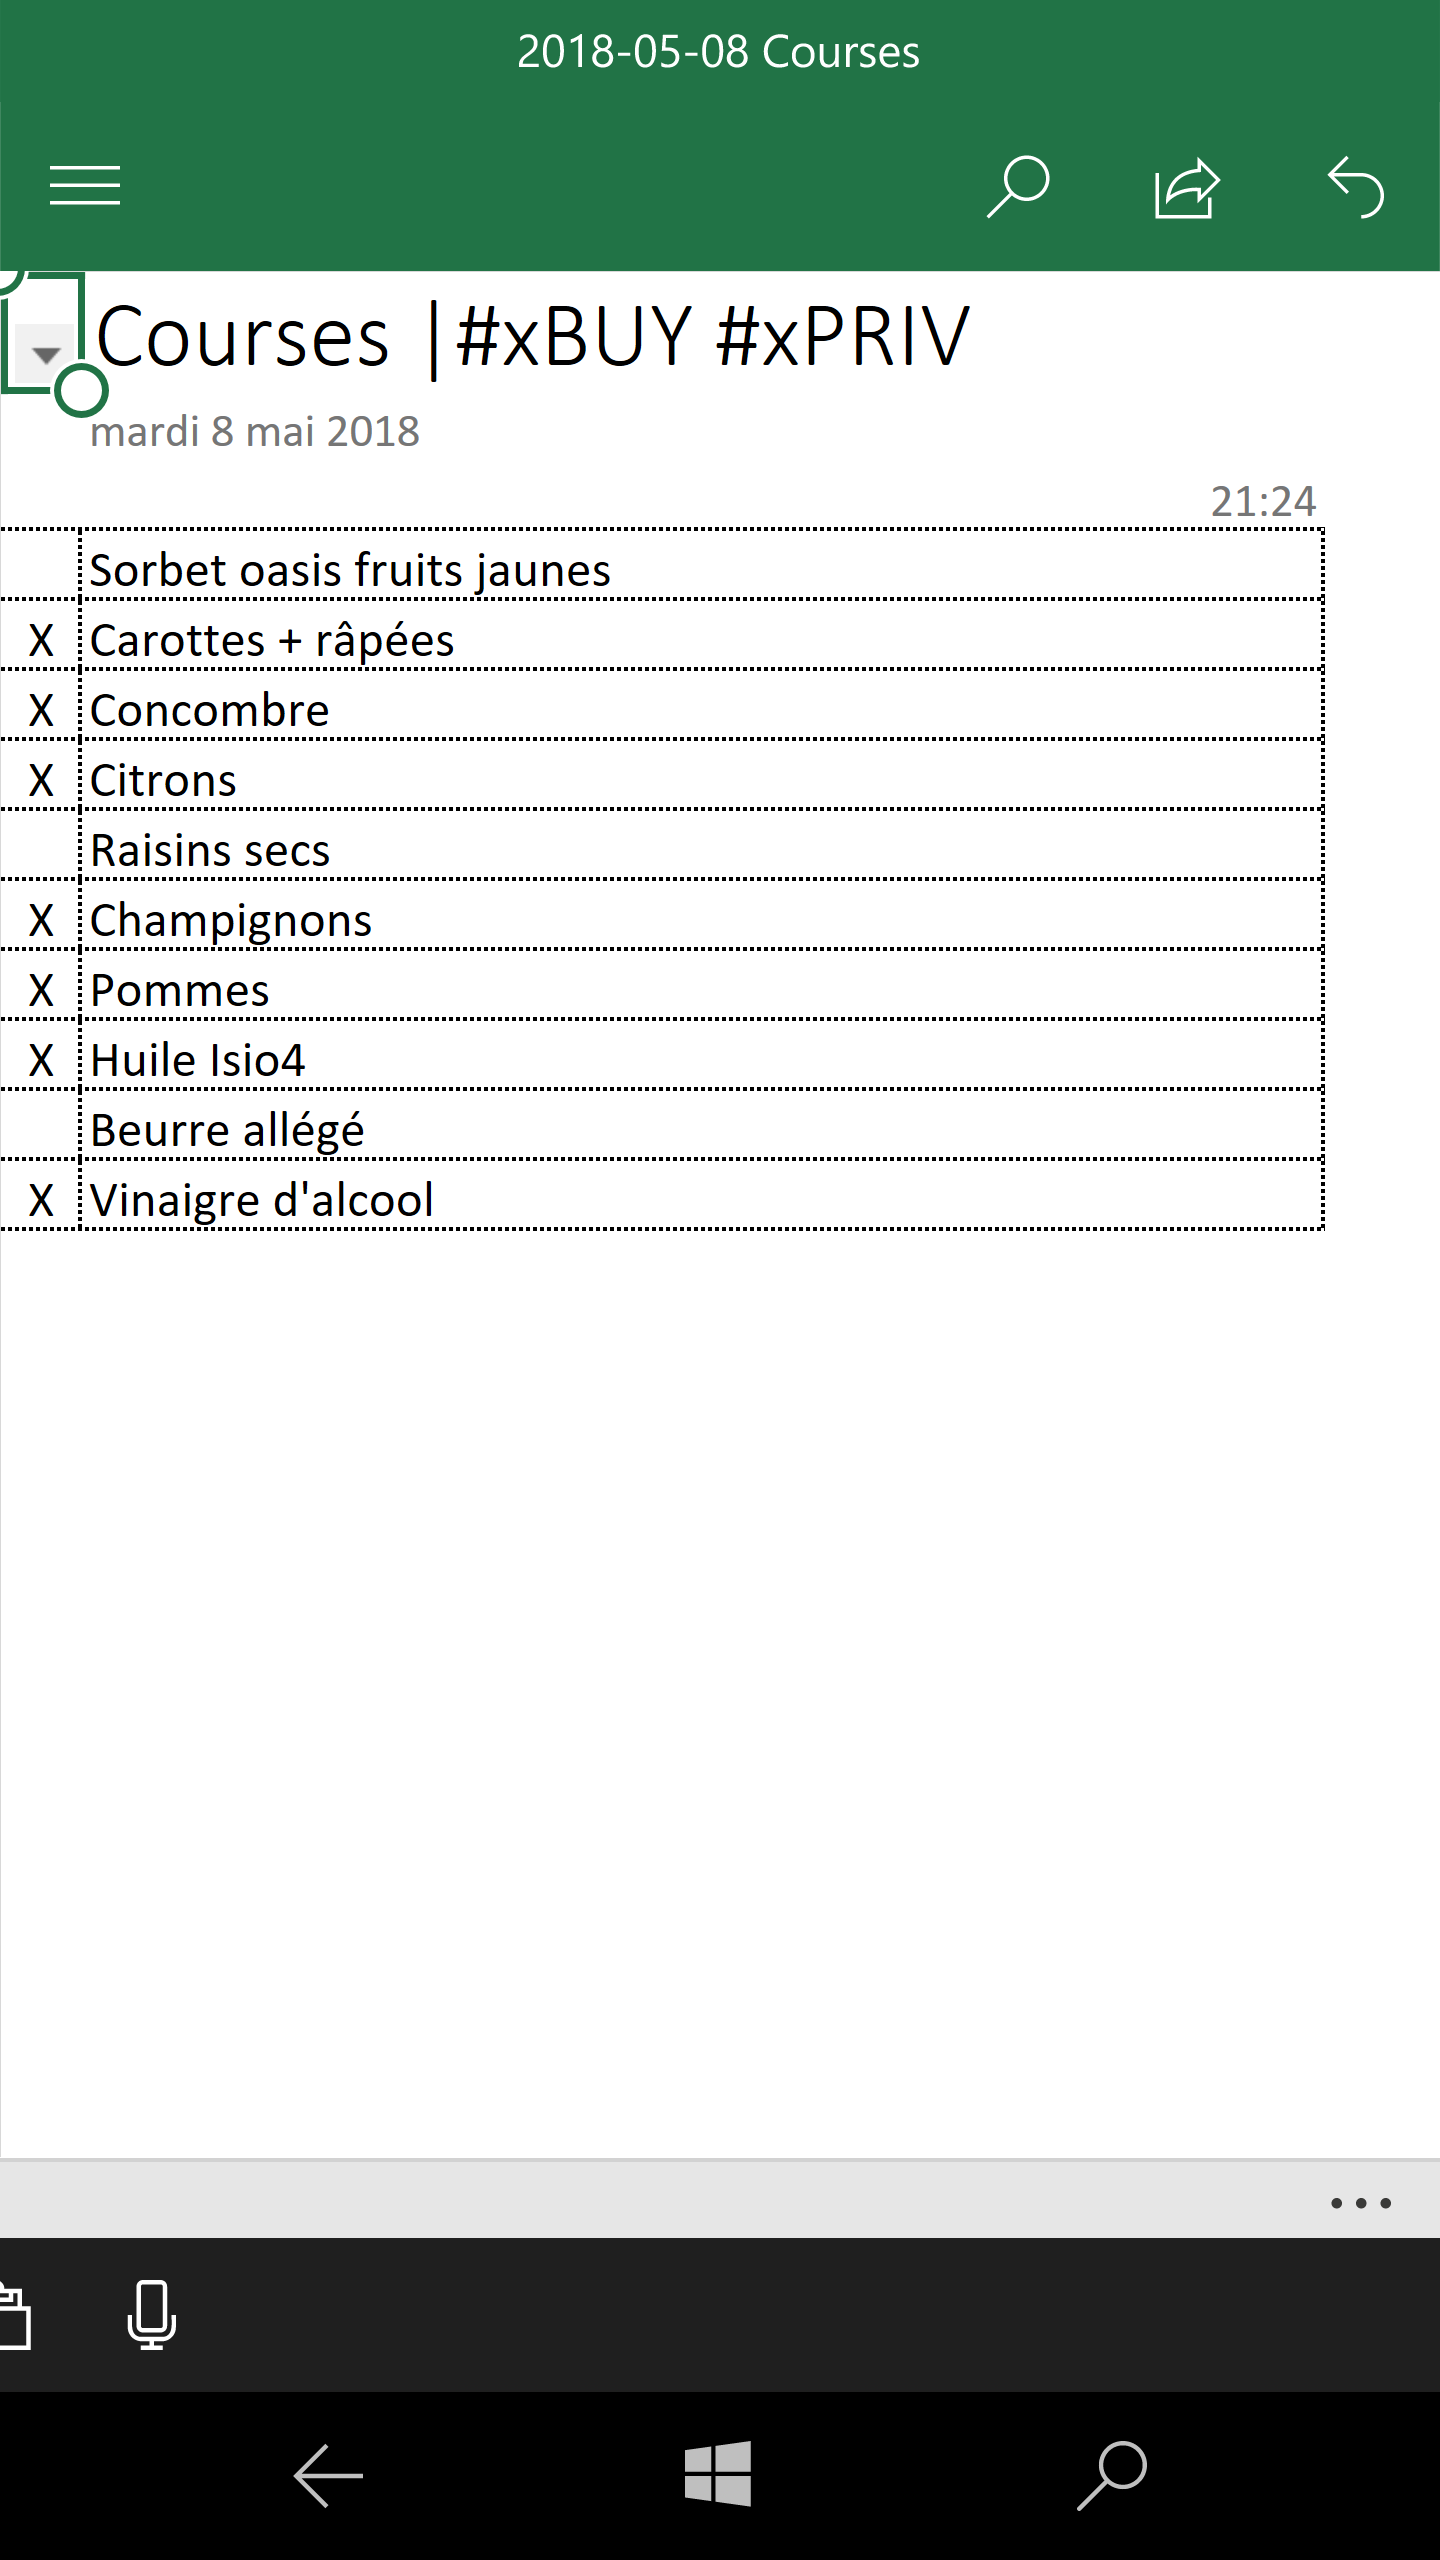 2018-05-08 Courses
Courses |#xBUY #xPRIV
mardi 8 mai 2018
21:24
Sorbet oasis fruits jaunes
X Carottes + râpées
X Concombre
X Citrons
Raisins secs
X Champignons
X Pommes
X Huile Isio4
Beurre allégé
X Vinaigre d'alcool